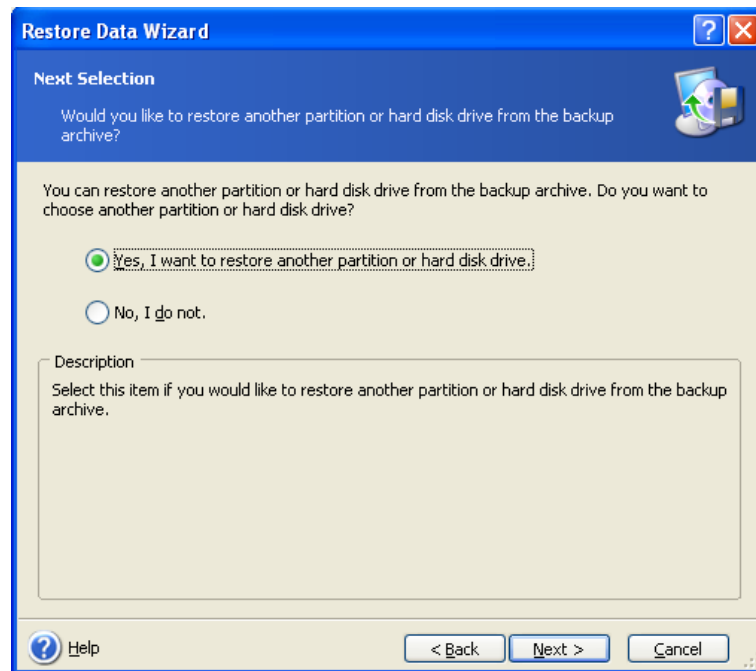 Restore Data Wizard
Next Selection
Would you like to restore another partition or hard disk drive from the backup
archive?
You can restore another partition or hard disk drive from the backup archive. Do you want to
choose another partition or hard disk drive?
Yes, I want to restore another partition or hard disk drive.
No, I do not.
Description
Select this item if you would like to restore another partition or hard disk drive from the backup
archive.
? Help
< Back
Next >
Cancel